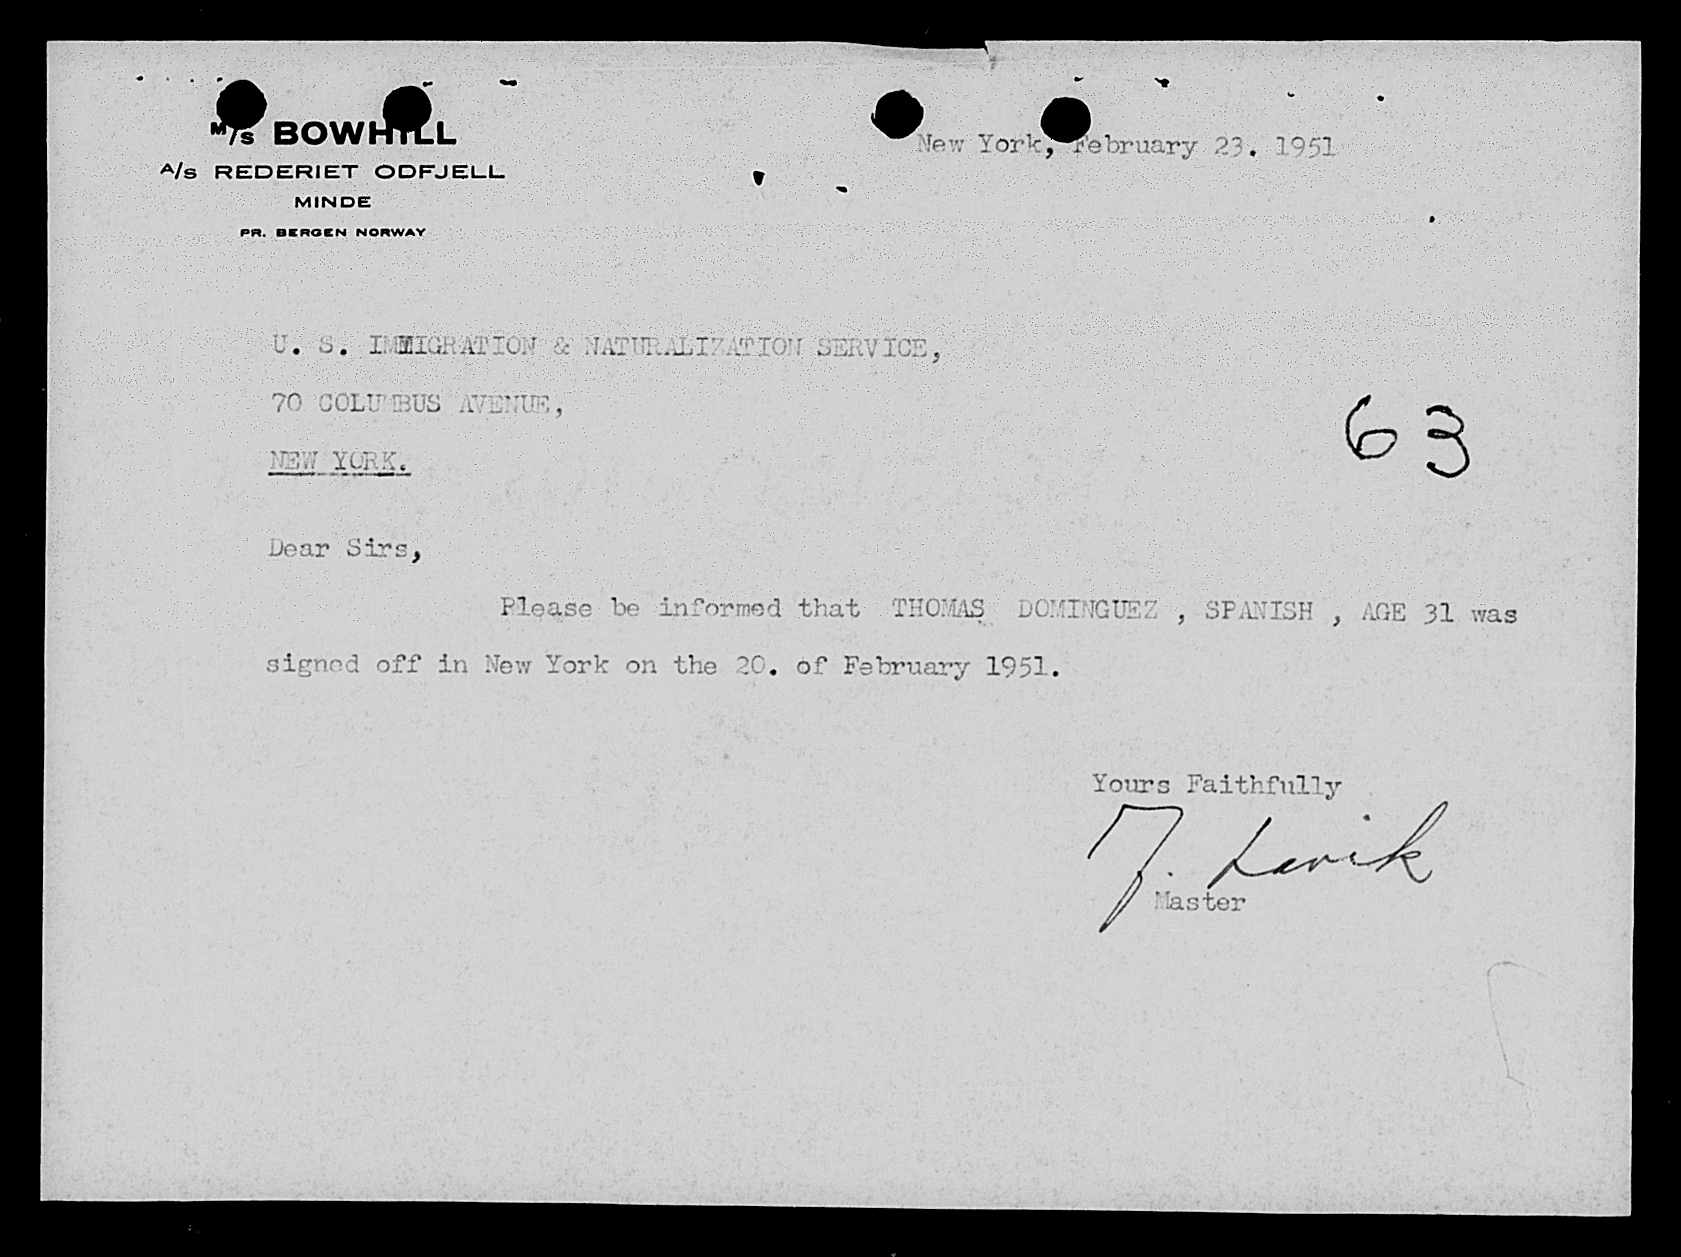 M/s BOWHILL
A/s REDERIET ODFJELL
MINDE
PR. BERGEN NORWAY
New York, February 23. 1951
U. S. IMMIGRATION & NATURALIZATION SERVICE,
70 COLUMBUS AVENUE,
NEW YORK.
63
Dear Sirs,
Please be informed that THOMAS DOMINGUEZ , SPANISH , AGE 31 was
signed off in New York on the 20. of February 1951.
Yours Faithfully
Lavik
Master